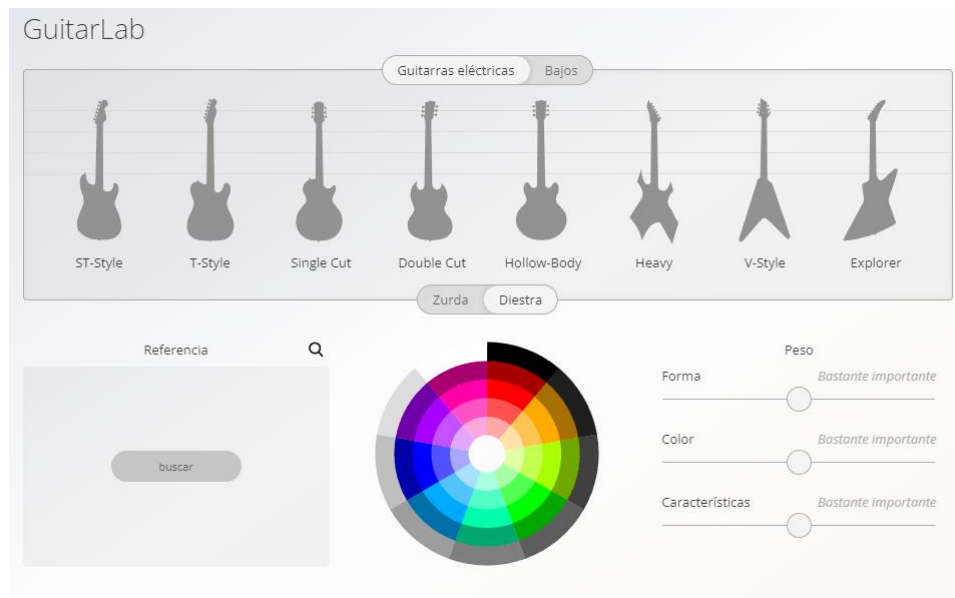 GuitarLab
Guitarras eléctricas Bajos
ST-Style T-Style Single Cut Double Cut Hollow-Body Heavy V-Style Explorer
Zurda Diestra
Referencia
buscar
Peso
Forma Bastante importante
Color Bastante importante
Características Bastante importante